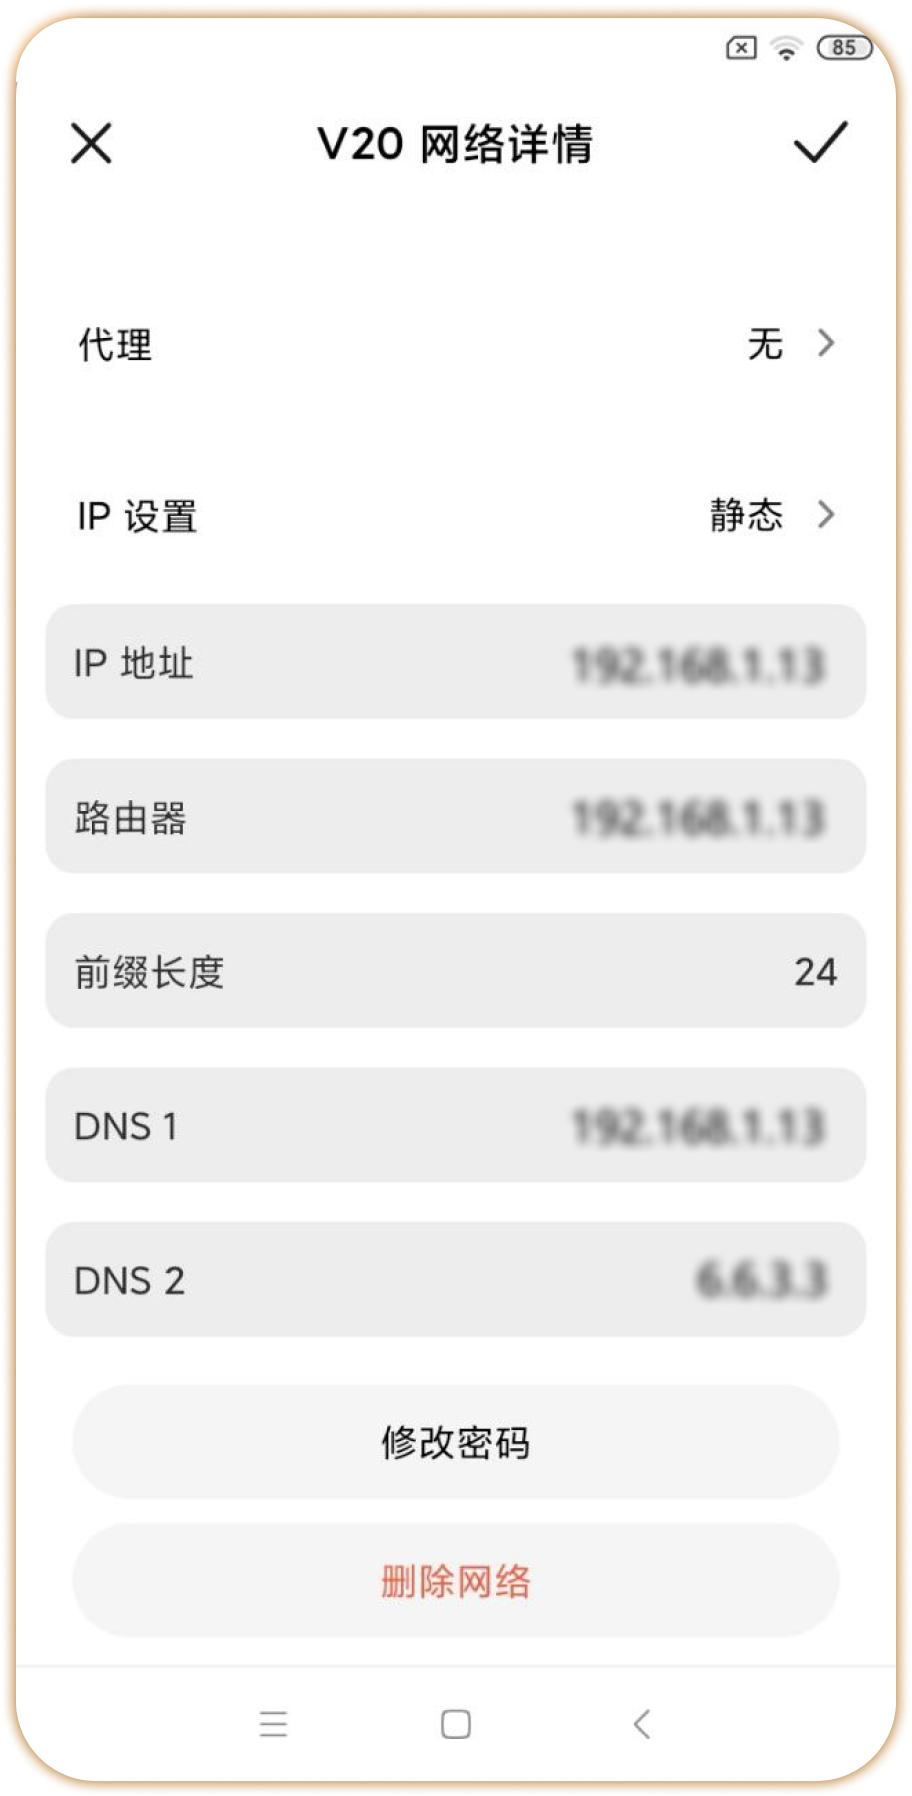 85
V20 网络详情
代理 无
IP 设置 静态
IP 地址 192.168.1.13
路由器 192.168.1.13
前缀长度 24
DNS 1 192.168.1.13
DNS 2 6.6.3.3
修改密码
删除网络